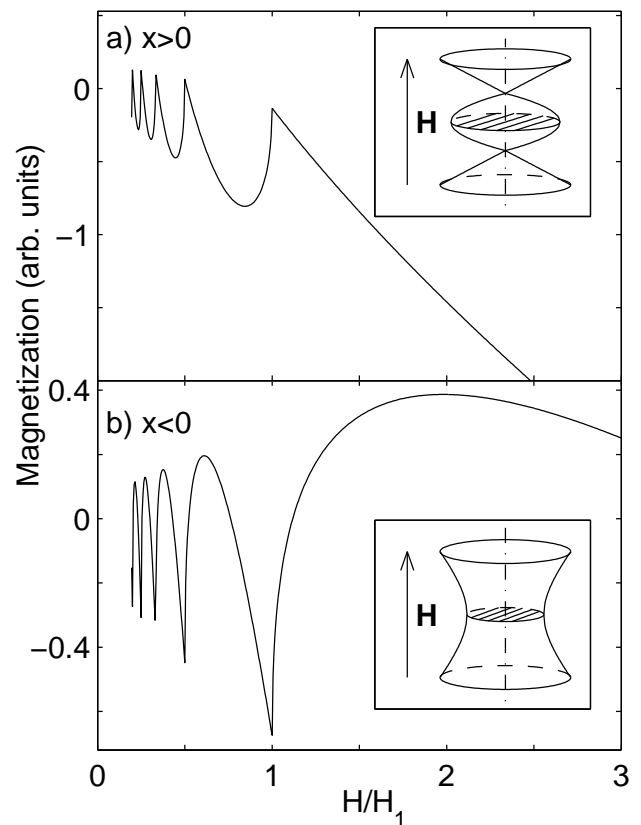 a) x>0
0
−1
H
Magnetization (arb. units)
0.4
b) x<0
0
−0.4
H
0
1
2
3
H/H₁